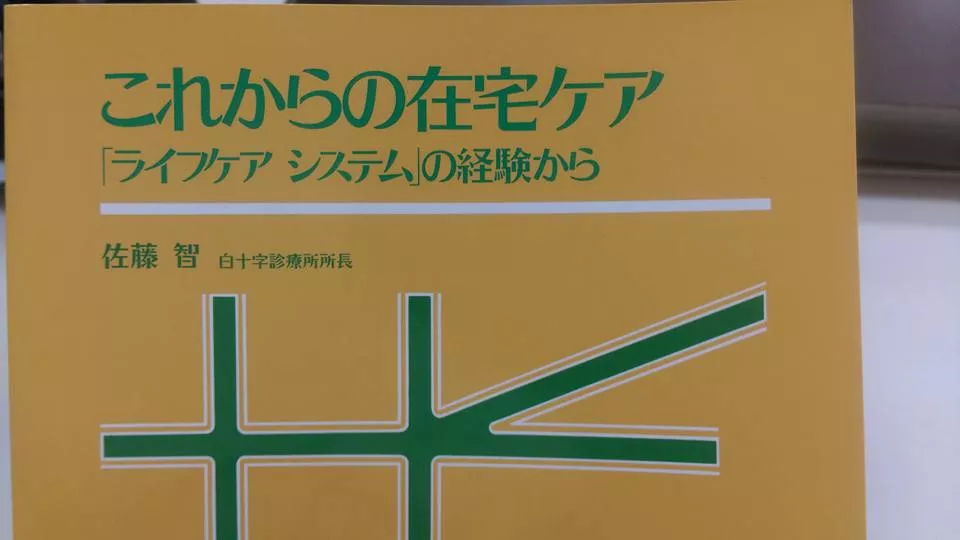 これからの在宅ケア
「ライフケア システム」の経験から
佐藤 智 白十字診療所所長